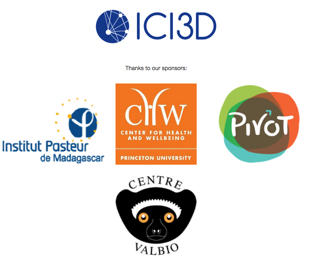 ICI3D
Thanks to our sponsors:
Institut Pasteur
de Madagascar
chw
CENTER FOR HEALTH
AND WELLBEING
PRINCETON UNIVERSITY
PIVOT
CENTRE
VALBIO